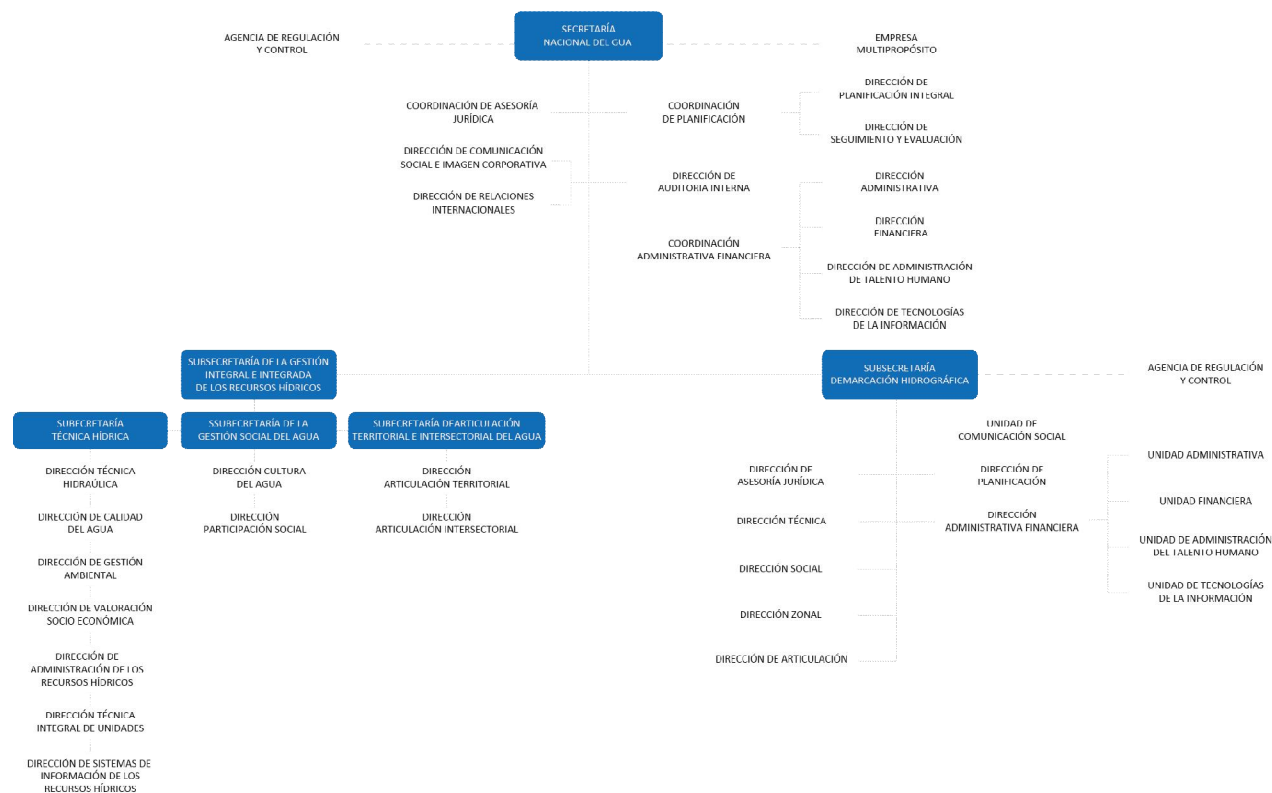 SECRETARÍA
NACIONAL DEL GUA
AGENCIA DE REGULACIÓN
Y CONTROL
EMPRESA
MULTIPROPÓSITO
COORDINACIÓN DE ASESORÍA
JURÍDICA
COORDINACIÓN
DE PLANIFICACIÓN
DIRECCIÓN DE
PLANIFICACIÓN INTEGRAL
DIRECCIÓN DE
SEGUIMIENTO Y EVALUACIÓN
DIRECCIÓN DE COMUNICACIÓN
SOCIAL E IMAGEN CORPORATIVA
DIRECCIÓN DE RELACIONES
INTERNACIONALES
DIRECCIÓN DE
AUDITORIA INTERNA
COORDINACIÓN
ADMINISTRATIVA FINANCIERA
DIRECCIÓN
ADMINISTRATIVA
DIRECCIÓN
FINANCIERA
DIRECCIÓN DE ADMINISTRACIÓN
DE TALENTO HUMANO
DIRECCIÓN DE TECNOLOGÍAS
DE LA INFORMACIÓN
SUBSECRETARÍA DE LA GESTIÓN
INTEGRAL E INTEGRADA
DE LOS RECURSOS HÍDRICOS
SUBECRETARÍA
TÉCNICA HÍDRICA
SSUBECRETARÍA DE LA
GESTIÓN SOCIAL DEL AGUA
SUBECRETARÍA DEARTICULACIÓN
TERRITORIAL E INTERSECTORIAL DEL AGUA
DIRECCIÓN TÉCNICA
HIDRAÚLICA
DIRECCIÓN DE CALIDAD
DEL AGUA
DIRECCIÓN DE GESTIÓN
AMBIENTAL
DIRECCIÓN DE VALORACIÓN
SOCIO ECONÓMICA
DIRECCIÓN DE
ADMINISTRACIÓN DE LOS
RECURSOS HÍDRICOS
DIRECCIÓN TÉCNICA
INTEGRAL DE UNIDADES
DIRECCIÓN DE SISTEMAS DE
INFORMACIÓN DE LOS
RECURSOS HÍDRICOS
DIRECCIÓN CULTURA
DEL AGUA
DIRECCIÓN
PARTICIPACIÓN SOCIAL
DIRECCIÓN
ARTICULACIÓN TERRITORIAL
DIRECCIÓN
ARTICULACIÓN INTERSECTORIAL
SUBSECRETARÍA
DEMARCACIÓN HIDROGRÁFICA
AGENCIA DE REGULACIÓN
Y CONTROL
UNIDAD DE
COMUNICACIÓN SOCIAL
DIRECCIÓN DE
ASESORÍA JURÍDICA
DIRECCIÓN DE
PLANIFICACIÓN
DIRECCIÓN TÉCNICA
DIRECCIÓN
ADMINISTRATIVA FINANCIERA
DIRECCIÓN SOCIAL
DIRECCIÓN ZONAL
DIRECCIÓN DE ARTICULACIÓN
UNIDAD ADMINISTRATIVA
UNIDAD FINANCIERA
UNIDAD DE ADMINISTRACIÓN
DEL TALENTO HUMANO
UNIDAD DE TECNOLOGÍAS
DE LA INFORMACIÓN